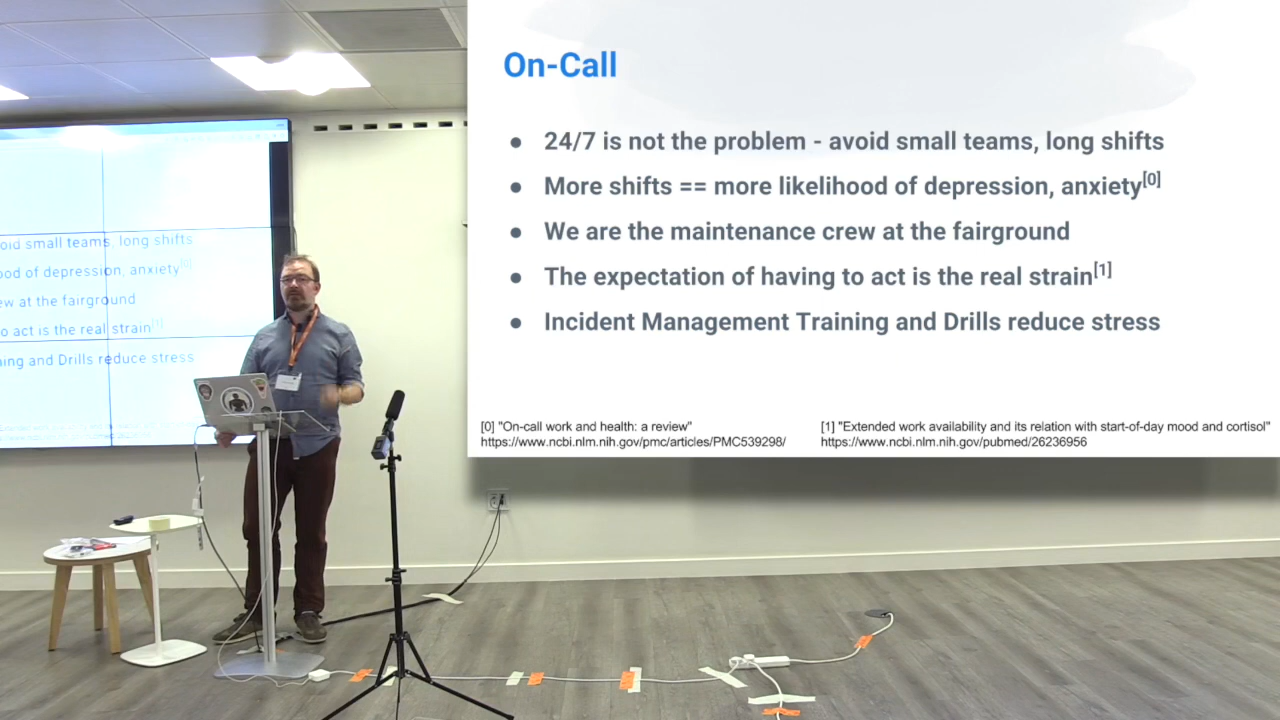 On-Call
● 24/7 is not the problem - avoid small teams, long shifts
● More shifts == more likelihood of depression, anxiety[0]
● We are the maintenance crew at the fairground
● The expectation of having to act is the real strain[1]
● Incident Management Training and Drills reduce stress
[0] "On-call work and health: a review"
https://www.ncbi.nlm.nih.gov/pmc/articles/PMC539298/
[1] "Extended work availability and its relation with start-of-day mood and cortisol"
https://www.ncbi.nlm.nih.gov/pubmed/26236956
oid small teams, long shifts
ood of depression, anxiety[0]
ew at the fairground
o act is the real strain[1]
ning and Drills reduce stress